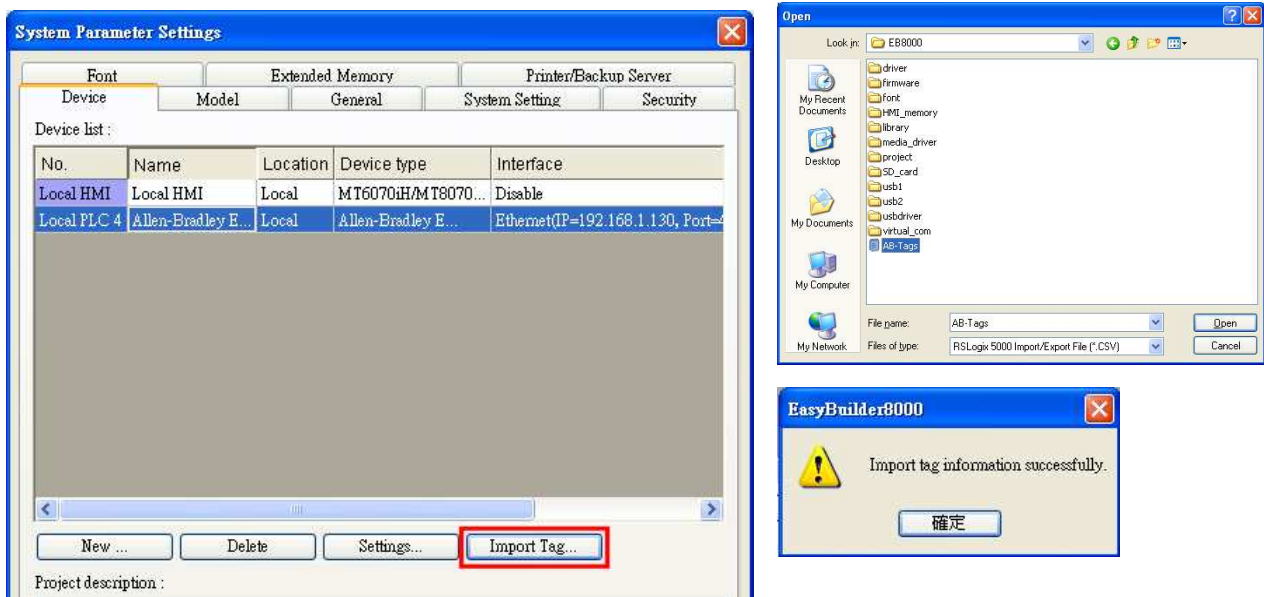 System Parameter Settings
Font Extended Memory Printer/Backup Server
Device Model General System Setting Security
Device list :
No. Name Location Device type Interface
Local HMI Local HMI Local MT6070iH/MT8070... Disable
Local PLC 4 Allen-Bradley E... Local Allen-Bradley E... Ethernet(IP=192.168.1.130, Port=4
New ... Delete Settings... Import Tag...
Project description :
Open
Look in: EB8000
My Recent Documents
Desktop
My Documents
My Computer
My Network
driver
firmware
font
HMI_memory
library
media_driver
project
SD_card
usb1
usb2
usbdriver
virtual_com
AB-Tags
File name: AB-Tags Open
Files of type: RSLogix 5000 Import/Export File (*.CSV) Cancel
EasyBuilder8000
Import tag information successfully.
確定